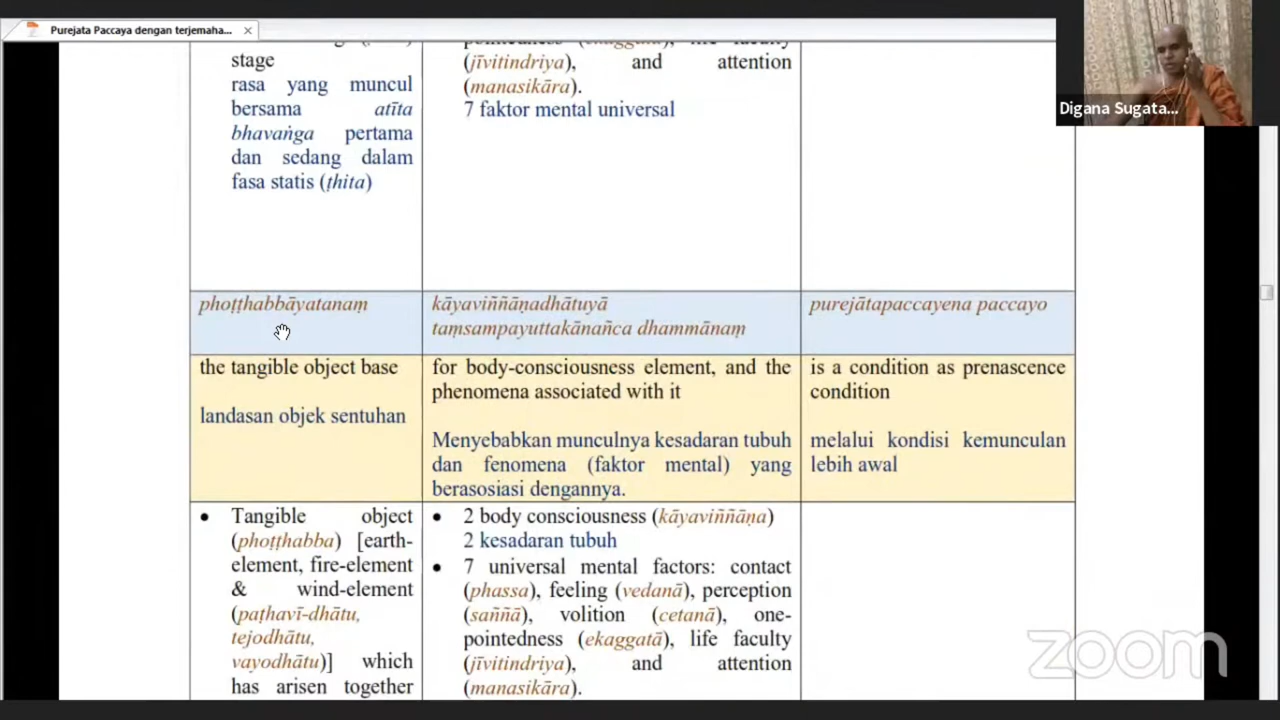 Purejata Paccaya dengan terjemaha...
Digana Sugata...
stage
rasa yang muncul
bersama atīta
bhavaṅga pertama
dan sedang dalam
fasa statis (ṭhita)
pointedness (ekaggatā), life faculty
(jīvitindriya), and attention
(manasikāra).
7 faktor mental universal
phoṭṭhabbāyatanaṃ
kāyaviññāṇadhātuyā
taṃsampayuttakānañca dhammānaṃ
purejātapaccayena paccayo
the tangible object base
landasan objek sentuhan
for body-consciousness element, and the
phenomena associated with it
Menyebabkan munculnya kesadaran tubuh
dan fenomena (faktor mental) yang
berasosiasi dengannya.
is a condition as prenascence
condition
melalui kondisi kemunculan
lebih awal
• Tangible object
(phoṭṭhabba) [earth-
element, fire-element
& wind-element
(paṭhavī-dhātu,
tejodhātu,
vayodhātu)] which
has arisen together
• 2 body consciousness (kāyaviññāṇa)
2 kesadaran tubuh
• 7 universal mental factors: contact
(phassa), feeling (vedanā), perception
(saññā), volition (cetanā), one-
pointedness (ekaggatā), life faculty
(jīvitindriya), and attention
(manasikāra).
zoom